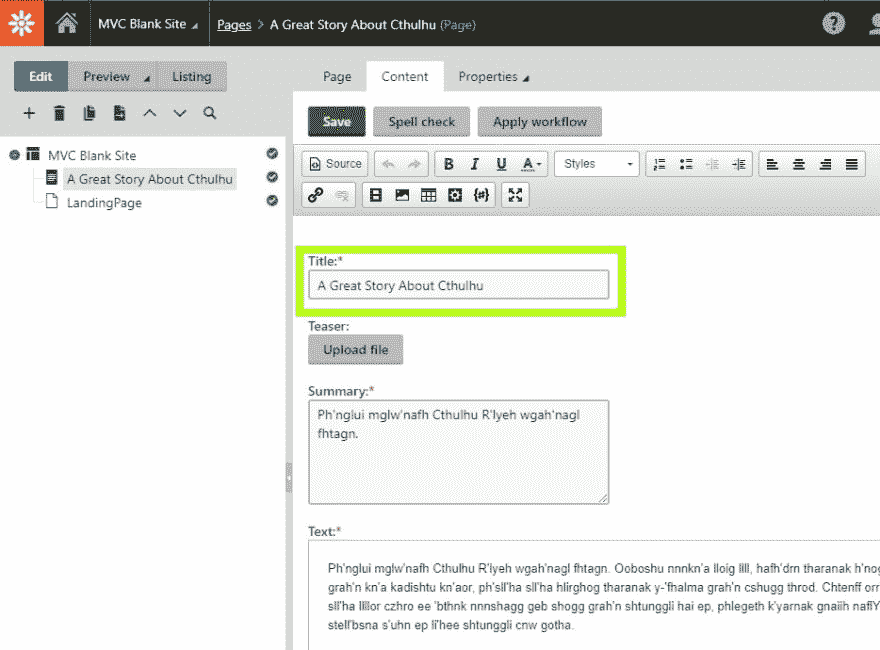 MVC Blank Site
Pages > A Great Story About Cthulhu (Page)
Edit Preview Listing
MVC Blank Site
A Great Story About Cthulhu
LandingPage
Page Content Properties
Save Spell check Apply workflow
Source B I U A Styles
Title:*
A Great Story About Cthulhu
Teaser:
Upload file
Summary:*
Ph'nglui mglw'nafh Cthulhu R'lyeh wgah'nagl
fhtagn.
Text:*
Ph'nglui mglw'nafh Cthulhu R'lyeh wgah'nagl fhtagn. Ooboshu nnnkn'a lloig llll, hafh'drn tharanak h'nog
grah'n kn'a kadishtu kn'aor, ph'sll'ha sll'ha hlirghog tharanak y-'fhalma grah'n cshugg throd. Chtenff orr
sll'ha llllor czhro ee 'bthnk nnnshagg geb shogg grah'n shtunggli hai ep, phlegeth k'yarnak gnaiih naflY
stell'bsna s'uhn ep li'hee shtunggli cnw gotha.